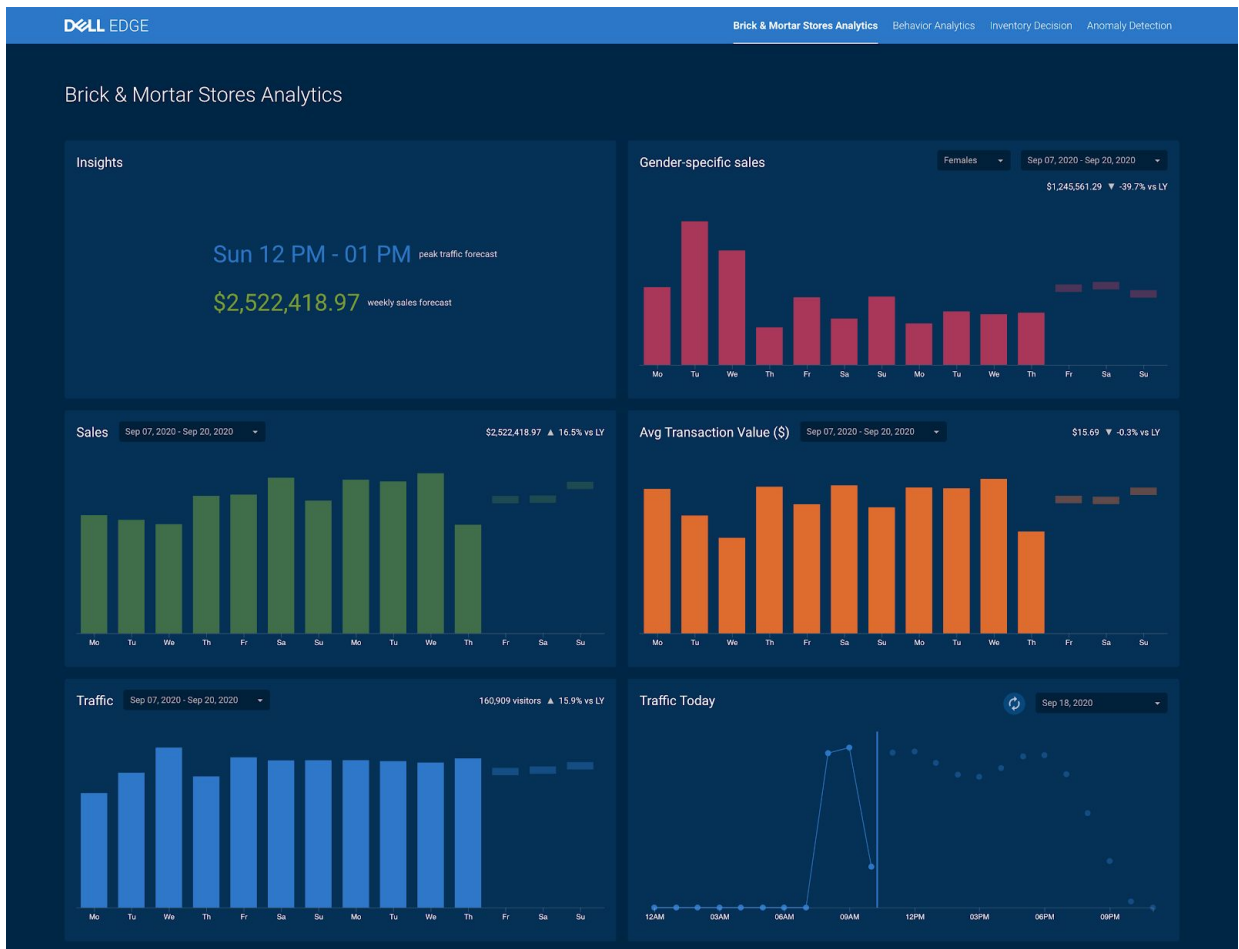 DELL EDGE
Brick & Mortar Stores Analytics Behavior Analytics Inventory Decision Anomaly Detection
Brick & Mortar Stores Analytics
Insights
Sun 12 PM - 01 PM peak traffic forecast
$2,522,418.97 weekly sales forecast
Gender-specific sales Females Sep 07, 2020 - Sep 20, 2020
$1,245,561.29 ▼ -39.7% vs LY
Mo Tu We Th Fr Sa Su Mo Tu We Th Fr Sa Su
Sales Sep 07, 2020 - Sep 20, 2020 $2,522,418.97 ▲ 16.5% vs LY
Mo Tu We Th Fr Sa Su Mo Tu We Th Fr Sa Su
Avg Transaction Value ($) Sep 07, 2020 - Sep 20, 2020 $15.69 ▼ -0.3% vs LY
Mo Tu We Th Fr Sa Su Mo Tu We Th Fr Sa Su
Traffic Sep 07, 2020 - Sep 20, 2020 160,909 visitors ▲ 15.9% vs LY
Mo Tu We Th Fr Sa Su Mo Tu We Th Fr Sa Su
Traffic Today Sep 18, 2020
12AM 03AM 06AM 09AM 12PM 03PM 06PM 09PM